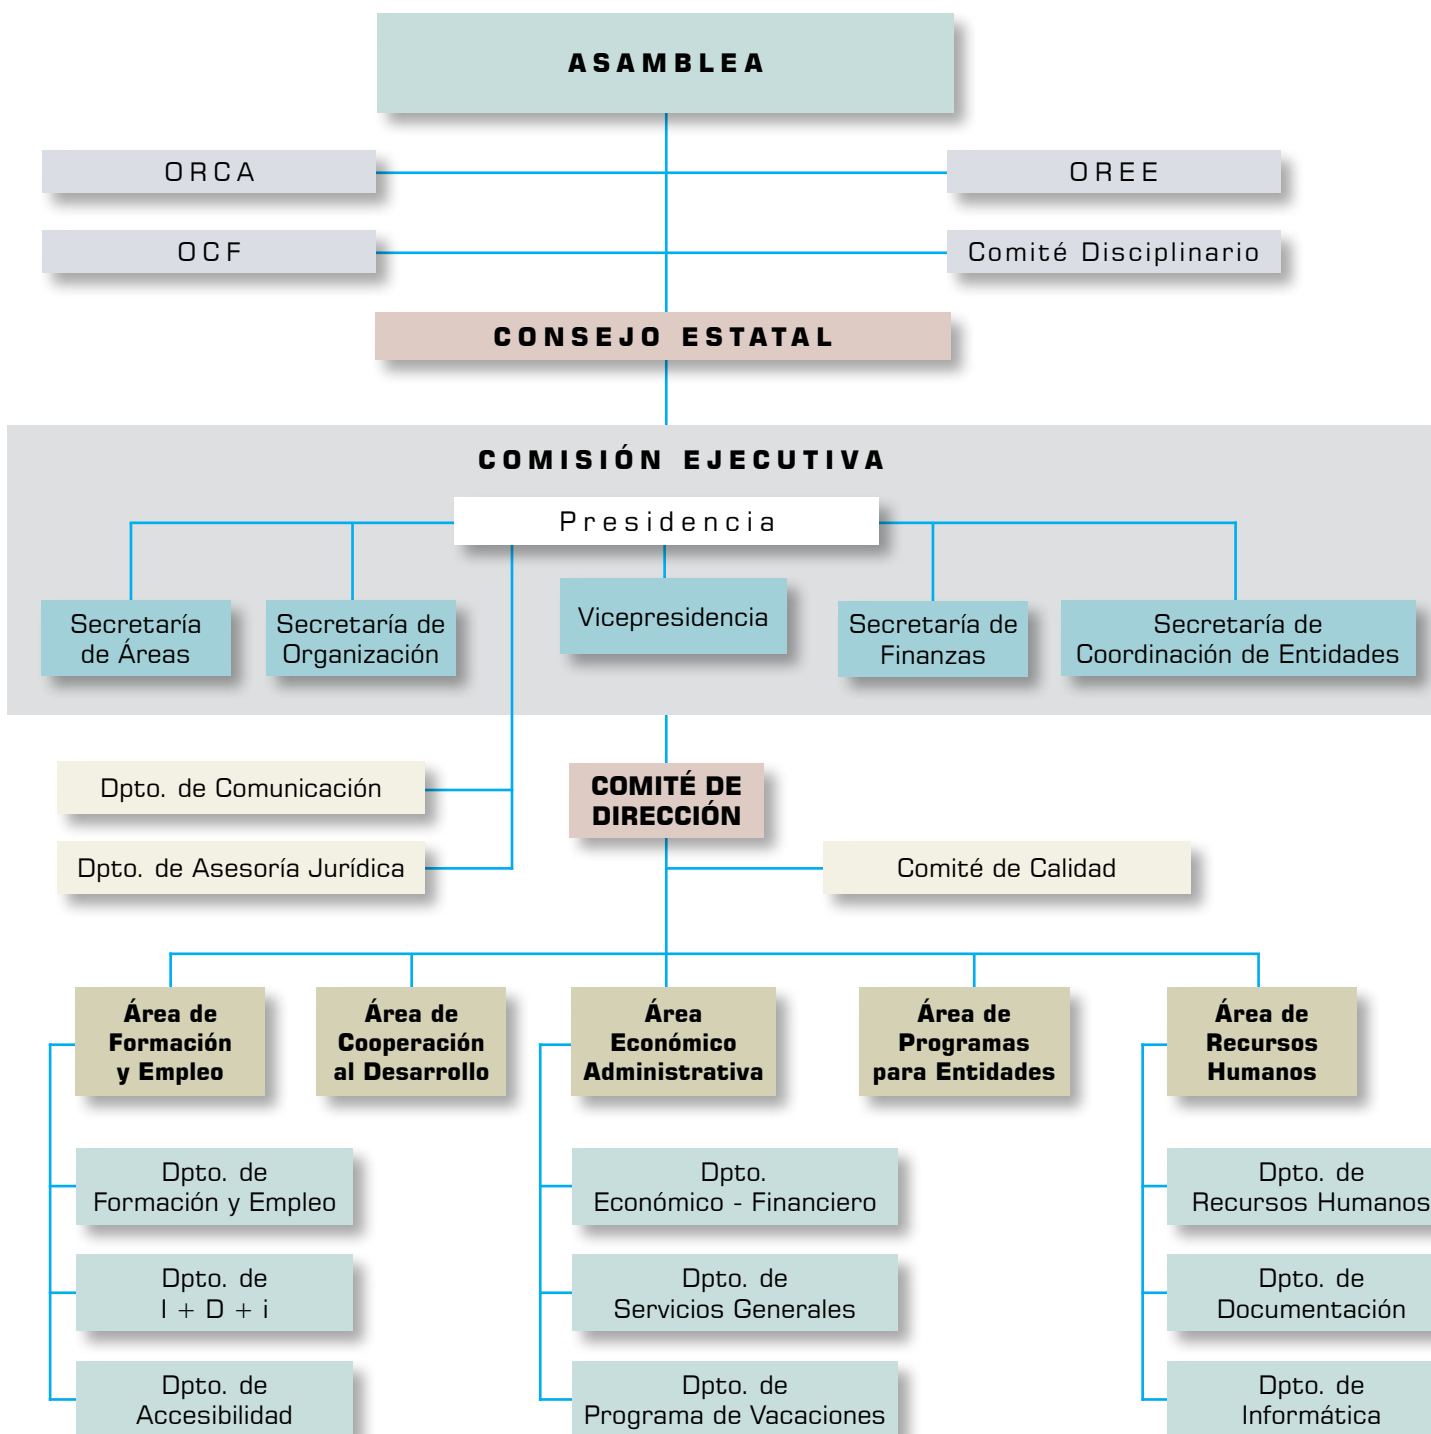 ASAMBLEA
ORCA
OREE
OCF
Comité Disciplinario
CONSEJO ESTATAL
COMISIÓN EJECUTIVA
Presidencia
Secretaría
de Áreas
Secretaría de
Organización
Vicepresidencia
Secretaría de
Finanzas
Secretaría de
Coordinación de Entidades
Dpto. de Comunicación
COMITÉ DE
DIRECCIÓN
Dpto. de Asesoría Jurídica
Comité de Calidad
Área de
Formación
y Empleo
Área de
Cooperación
al Desarrollo
Área
Económico
Administrativa
Área de
Programas
para Entidades
Área de
Recursos
Humanos
Dpto. de
Formación y Empleo
Dpto.
Económico - Financiero
Dpto. de
Recursos Humanos
Dpto. de
I + D + i
Dpto. de
Servicios Generales
Dpto. de
Documentación
Dpto. de
Accesibilidad
Dpto. de
Programa de Vacaciones
Dpto. de
Informática